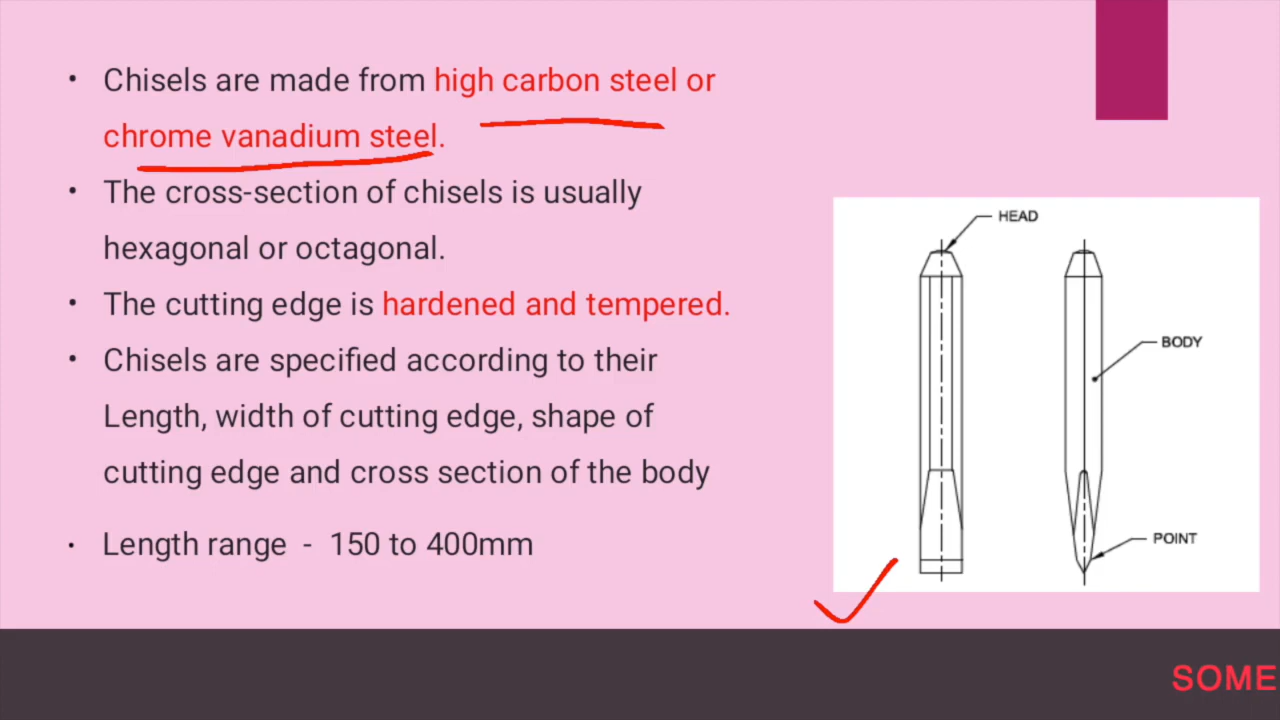 • Chisels are made from high carbon steel or
chrome vanadium steel.
• The cross-section of chisels is usually
hexagonal or octagonal.
• The cutting edge is hardened and tempered.
• Chisels are specified according to their
Length, width of cutting edge, shape of
cutting edge and cross section of the body
• Length range - 150 to 400mm
HEAD
BODY
POINT
SOME